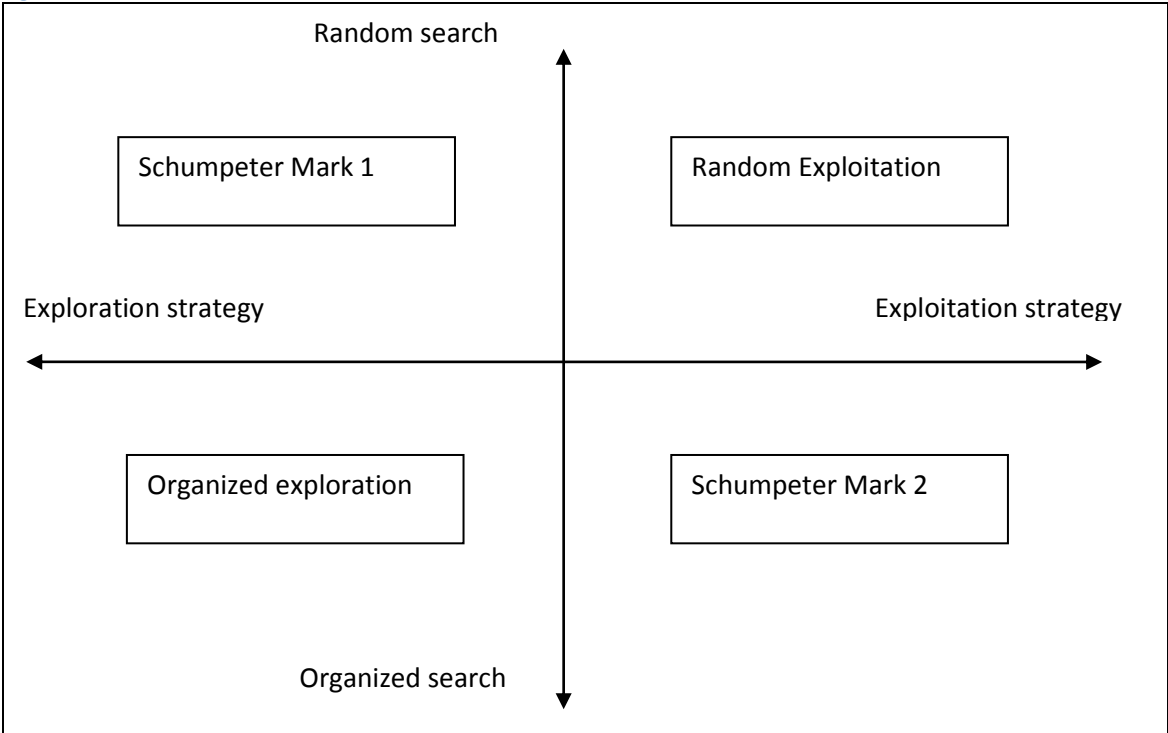 Random search
Schumpeter Mark 1
Random Exploitation
Exploration strategy
Exploitation strategy
Organized exploration
Schumpeter Mark 2
Organized search